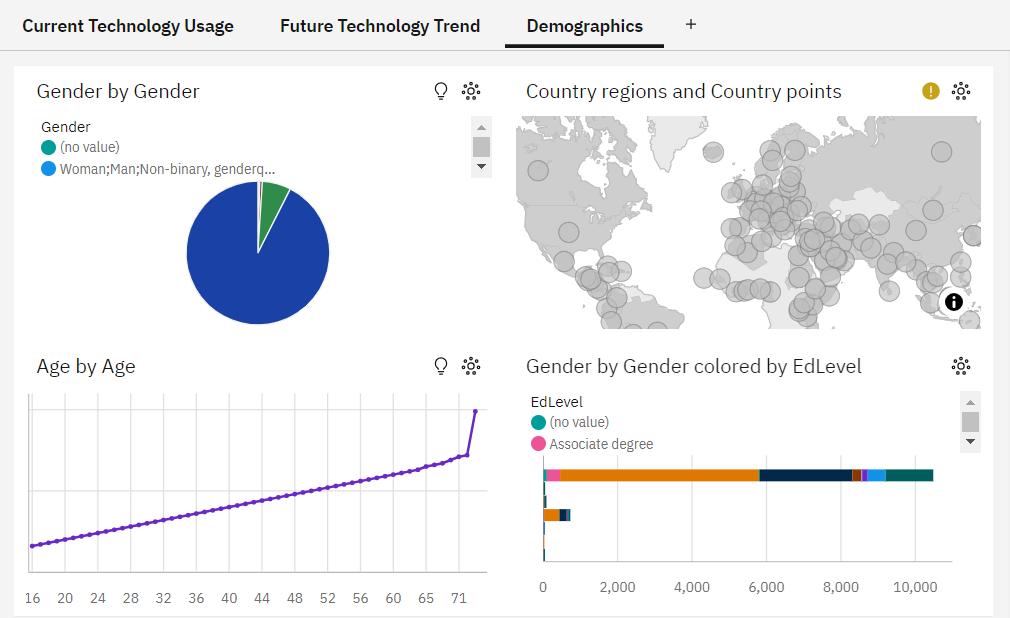 Current Technology Usage
Future Technology Trend
Demographics
+
Gender by Gender
Gender
(no value)
Woman;Man;Non-binary, genderq...
Country regions and Country points
Age by Age
16 20 24 28 32 36 40 44 48 52 56 60 65 71
Gender by Gender colored by EdLevel
EdLevel
(no value)
Associate degree
0 2,000 4,000 6,000 8,000 10,000